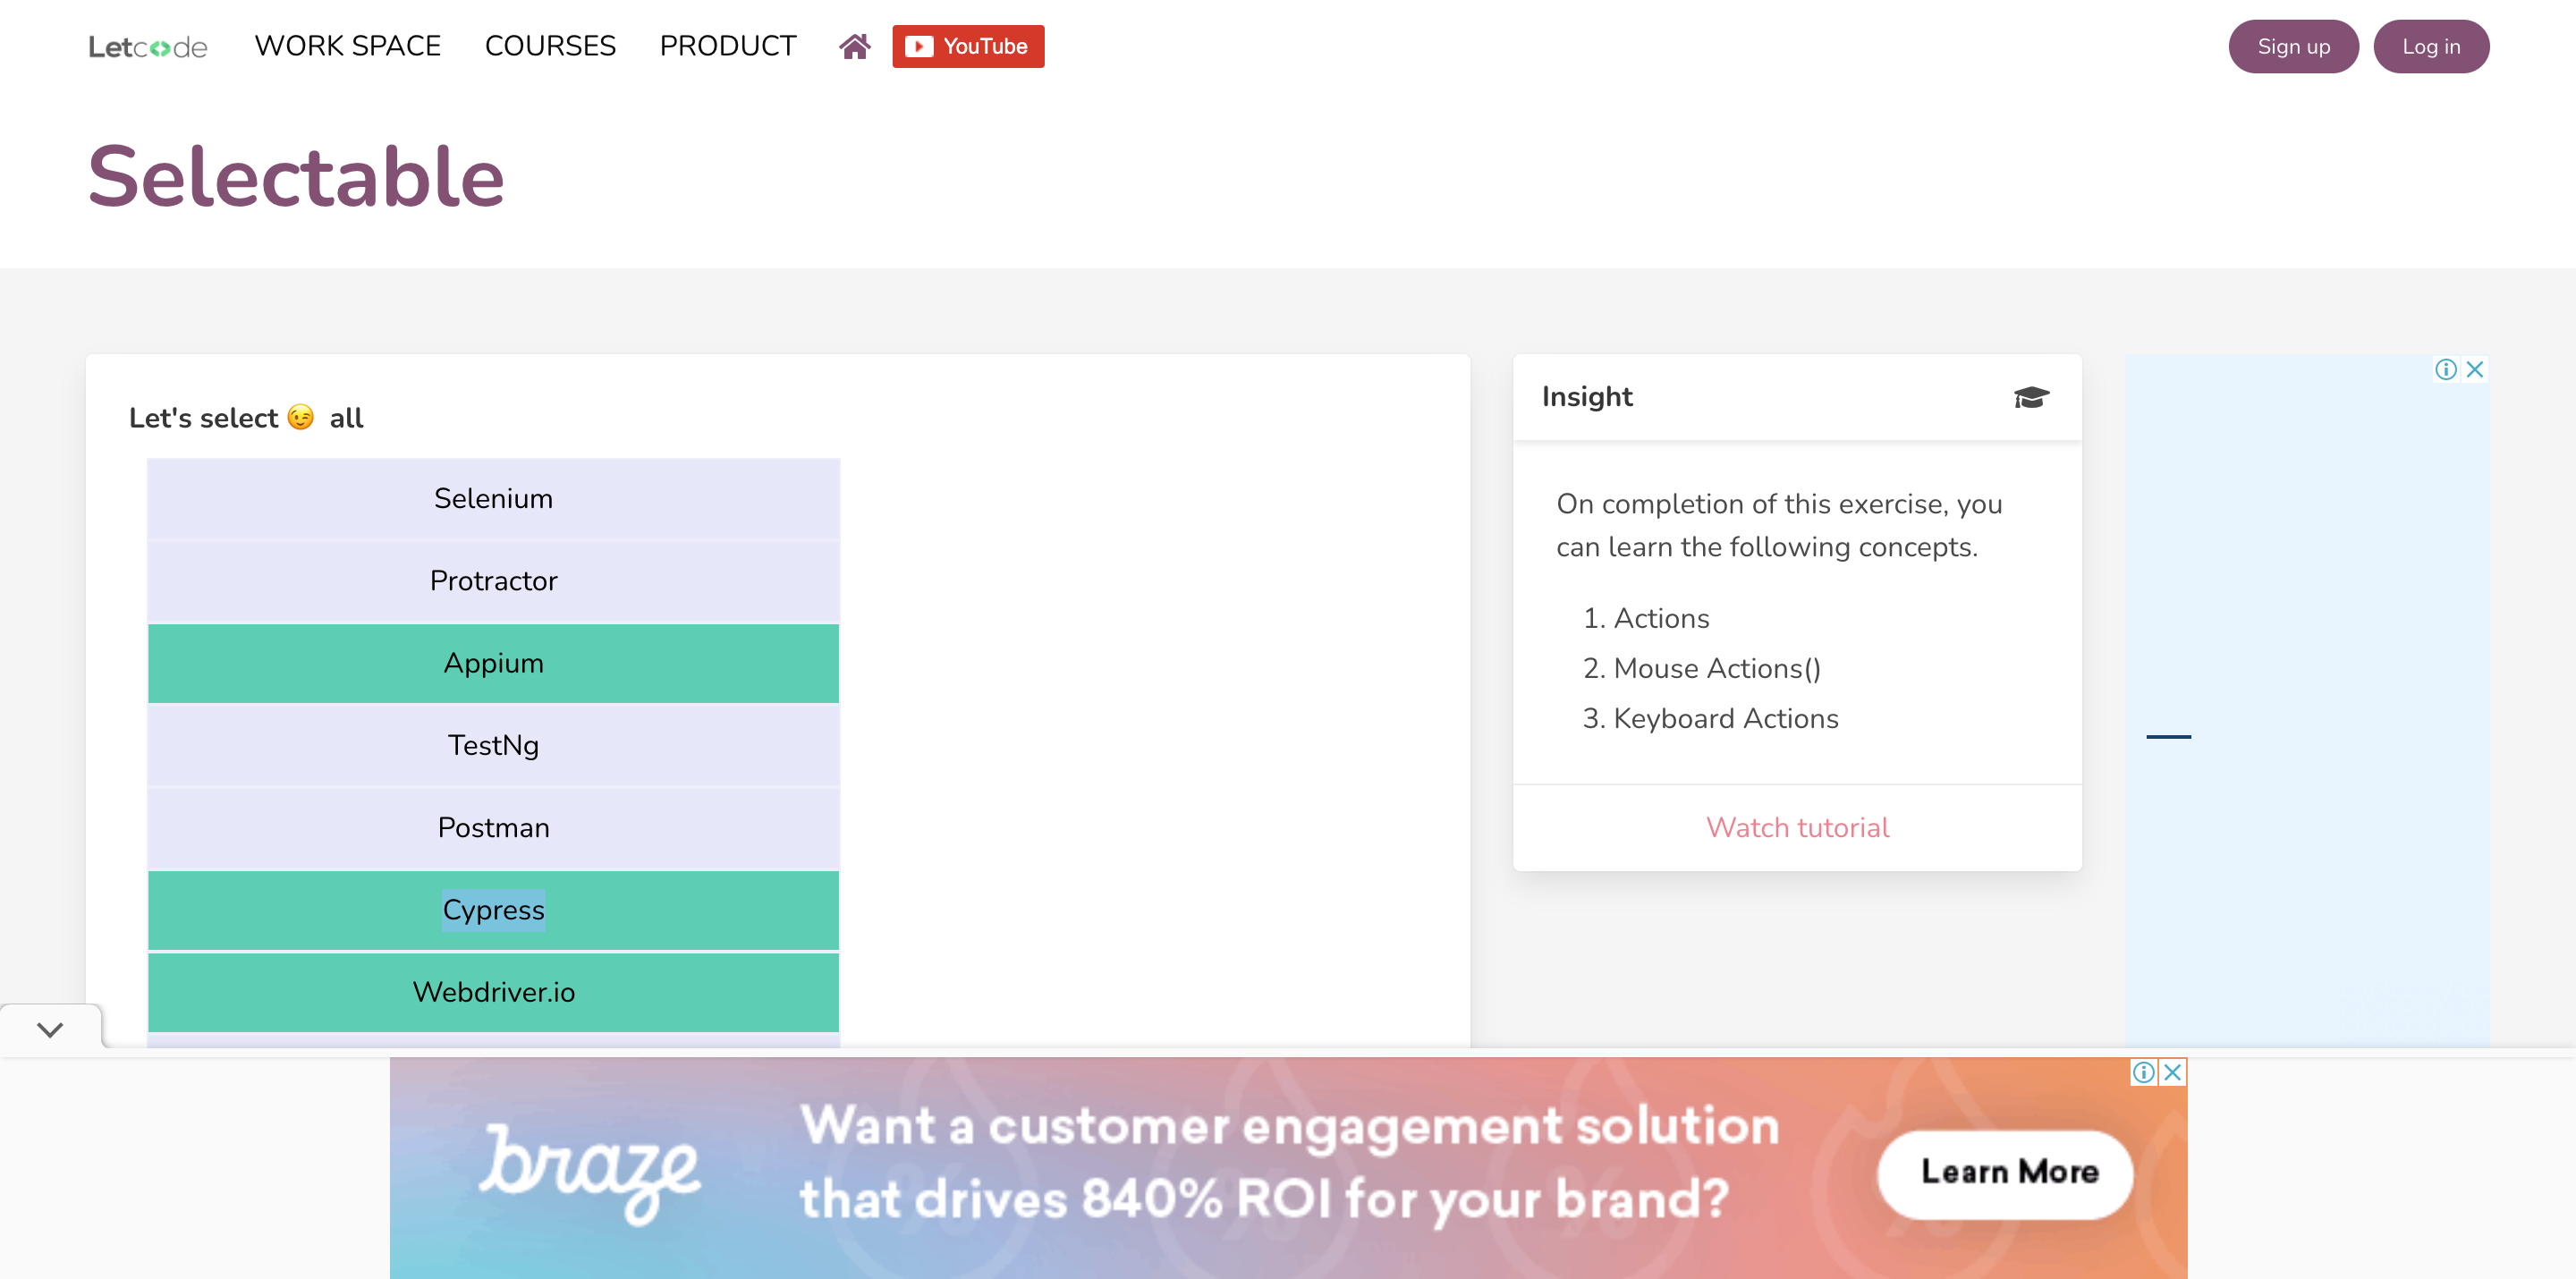 Letcode WORK SPACE COURSES PRODUCT YouTube Sign up Log in
Selectable
Let's select 😉 all
Selenium
Protractor
Appium
TestNg
Postman
Cypress
Webdriver.io
Insight
On completion of this exercise, you
can learn the following concepts.
1. Actions
2. Mouse Actions()
3. Keyboard Actions
Watch tutorial
braze
Want a customer engagement solution
that drives 840% ROI for your brand?
Learn More